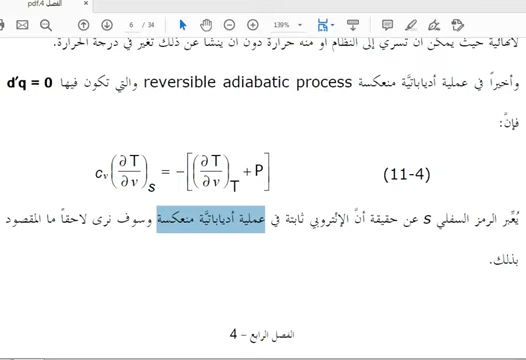 الفصل 4.pdf
6 / 34
139%
لانهائية حيث يمكن أن تسري إلى النظام أو منه حرارة دون أن ينشأ عن ذلك تغير في درجة الحرارة.
وأخيراً في عملية أدياباتيَّة منعكسة reversible adiabatic process والتي تكون فيها d′q = 0
فإنَّ:
c_v (∂T/∂v)_s = −[(∂T/∂v)_T + P] (11-4)
يُعبِّر الرمز السفلي s عن حقيقة أنَّ الإنتروبي ثابتة في عملية أدياباتيَّة منعكسة وسوف نرى لاحقاً ما المقصود
بذلك.
الفصل الرابع – 4